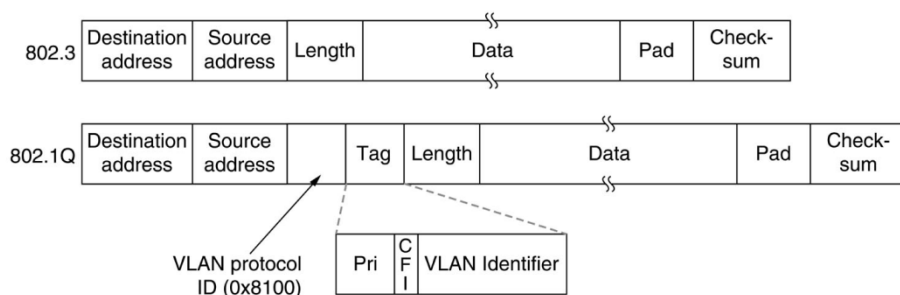 802.3
Destination
address
Source
address
Length
Data
Pad
Check-
sum
802.1Q
Destination
address
Source
address
Tag
Length
Data
Pad
Check-
sum
VLAN protocol
ID (0x8100)
Pri
C
F
I
VLAN Identifier